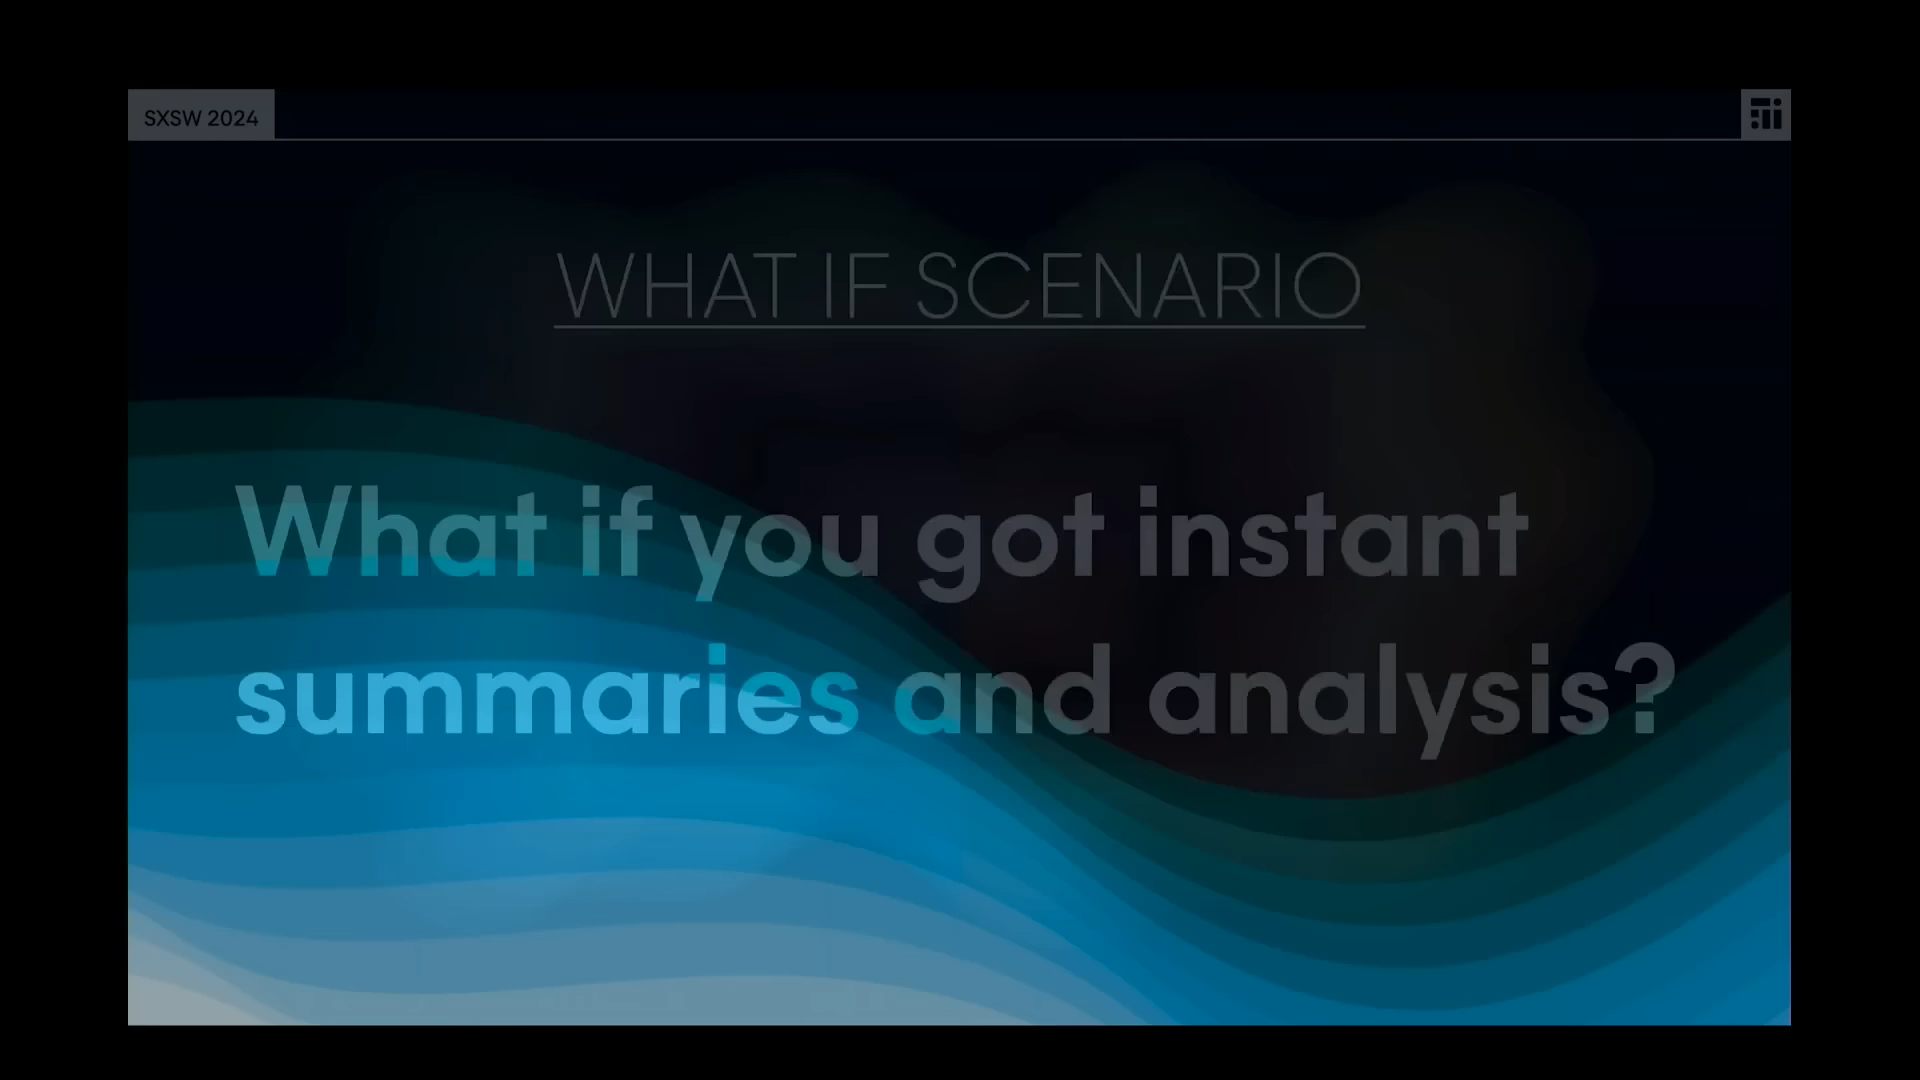 SXSW 2024
WHAT IF SCENARIO
What if you got instant
summaries and analysis?